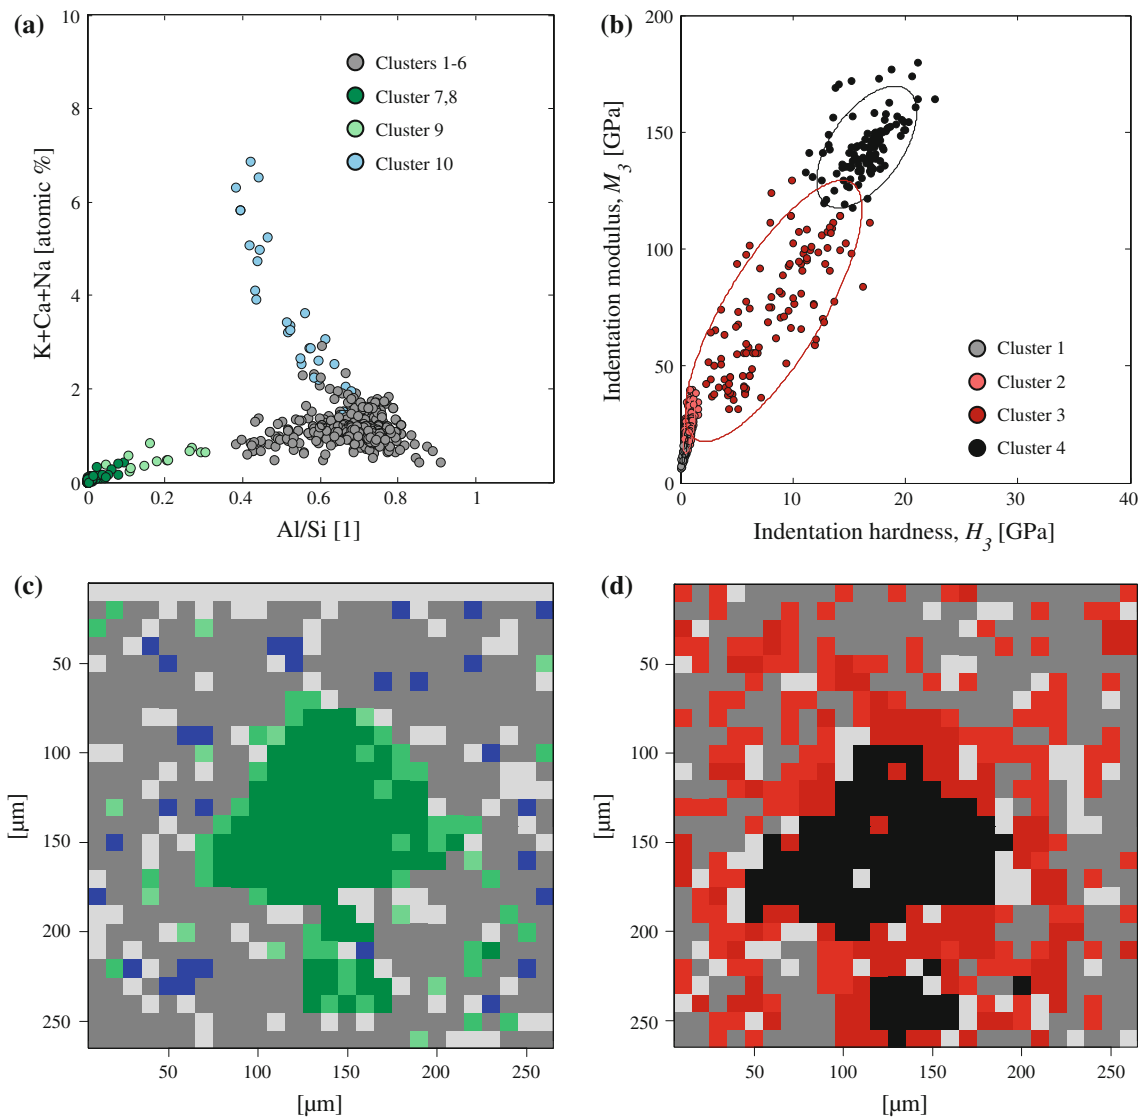 (a)
10
8
6
4
2
0
K+Ca+Na [atomic %]
Clusters 1-6
Cluster 7,8
Cluster 9
Cluster 10
0 0.2 0.4 0.6 0.8 1
Al/Si [1]
(b)
200
150
100
50
0
Indentation modulus, M3 [GPa]
Cluster 1
Cluster 2
Cluster 3
Cluster 4
0 10 20 30 40
Indentation hardness, H3 [GPa]
(c)
50
100
150
200
250
[µm]
50 100 150 200 250
[µm]
(d)
50
100
150
200
250
[µm]
50 100 150 200 250
[µm]